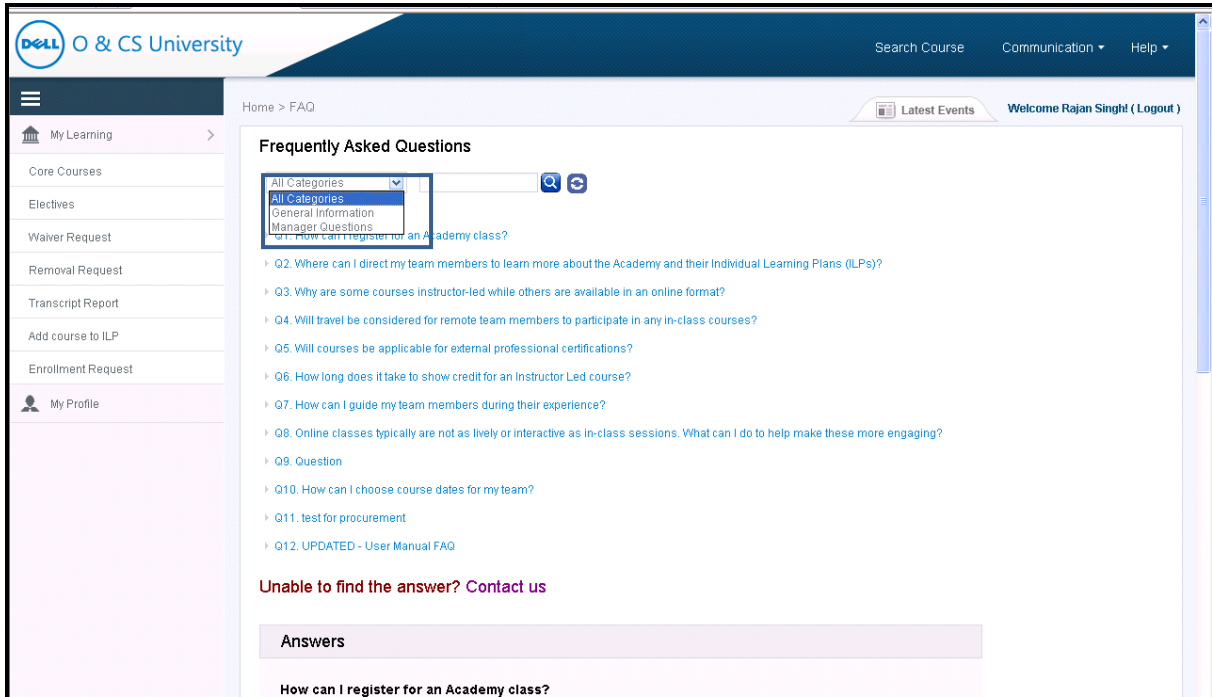 DELL O & CS University
Search Course Communication Help
Home > FAQ
Latest Events Welcome Rajan Singh! ( Logout )
My Learning
Core Courses
Electives
Waiver Request
Removal Request
Transcript Report
Add course to ILP
Enrollment Request
My Profile
Frequently Asked Questions
All Categories
All Categories
General Information
Manager Questions
Q1. How can I register for an Academy class?
Q2. Where can I direct my team members to learn more about the Academy and their Individual Learning Plans (ILPs)?
Q3. Why are some courses instructor-led while others are available in an online format?
Q4. Will travel be considered for remote team members to participate in any in-class courses?
Q5. Will courses be applicable for external professional certifications?
Q6. How long does it take to show credit for an Instructor Led course?
Q7. How can I guide my team members during their experience?
Q8. Online classes typically are not as lively or interactive as in-class sessions. What can I do to help make these more engaging?
Q9. Question
Q10. How can I choose course dates for my team?
Q11. test for procurement
Q12. UPDATED - User Manual FAQ
Unable to find the answer? Contact us
Answers
How can I register for an Academy class?